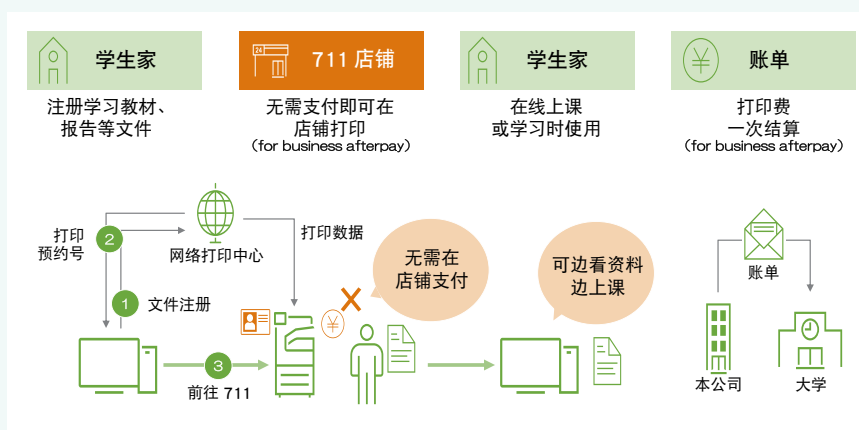 学生家
24
711 店铺
学生家
¥
账单
注册学习教材、
报告等文件
无需支付即可在
店铺打印
（for business afterpay）
在线上课
或学习时使用
打印费
一次结算
（for business afterpay）
打印
预约号
2
网络打印中心
打印数据
无需在
店铺支付
可边看资料
边上课
账单
1
文件注册
¥
3
前往 711
本公司
大学